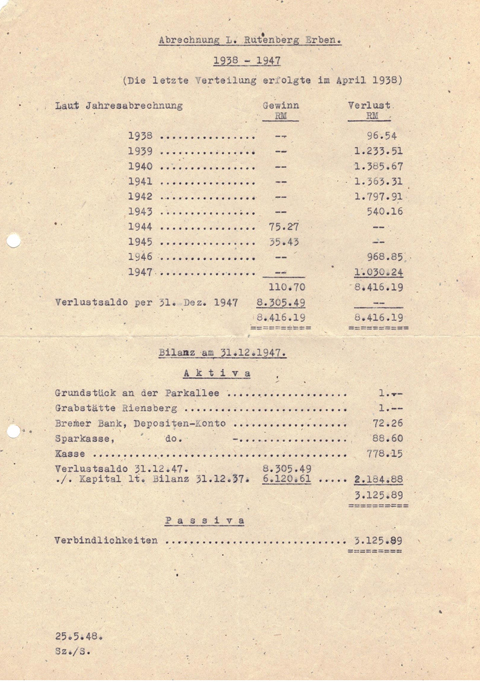 Abrechnung L. Rutenberg Erben.
1938 - 1947
(Die letzte Verteilung erfolgte im April 1938)
Laut Jahresabrechnung Gewinn Verlust
RM RM
1938 ................ -- 96.54
1939 ................ -- 1.233.51
1940 ................ -- 1.385.67
1941 ................ -- 1.363.31
1942 ................ -- 1.797.91
1943 ................ -- 540.16
1944 ................ 75.27 --
1945 ................ 35.43 --
1946 ................ -- 968.85
1947 ................ -- 1.030.24
110.70 8.416.19
Verlustsaldo per 31. Dez. 1947 8.305.49 --
8.416.19 8.416.19
========== =========
Bilanz am 31.12.1947.
A k t i v a
Grundstück an der Parkallee .................. 1.--
Grabstätte Riensberg ......................... 1.--
Bremer Bank, Depositen-Konto ................. 72.26
Sparkasse, do. -................. 88.60
Kasse ........................................ 778.15
Verlustsaldo 31.12.47. 8.305.49
./. Kapital lt. Bilanz 31.12.37. 6.120.61 ..... 2.184.88
3.125.89
==========
P a s s i v a
Verbindlichkeiten ............................ 3.125.89
=========
25.5.48.
Sz./S.